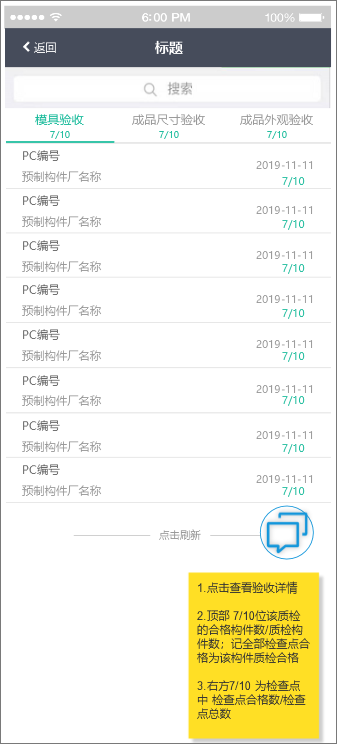 6:00 PM 100%
返回 标题
搜索
模具验收 成品尺寸验收 成品外观验收
7/10 7/10 7/10
PC编号
2019-11-11
预制构件厂名称
7/10
PC编号
2019-11-11
预制构件厂名称
7/10
PC编号
2019-11-11
预制构件厂名称
7/10
PC编号
2019-11-11
预制构件厂名称
7/10
PC编号
2019-11-11
预制构件厂名称
7/10
PC编号
2019-11-11
预制构件厂名称
7/10
PC编号
2019-11-11
预制构件厂名称
7/10
PC编号
2019-11-11
预制构件厂名称
7/10
点击刷新
1.点击查看验收详情
2.顶部 7/10位该质检
的合格构件数/质检构
件数；记全部检查点合
格为该构件质检合格
3.右方7/10 为检查点
中 检查点合格数/检查
点总数